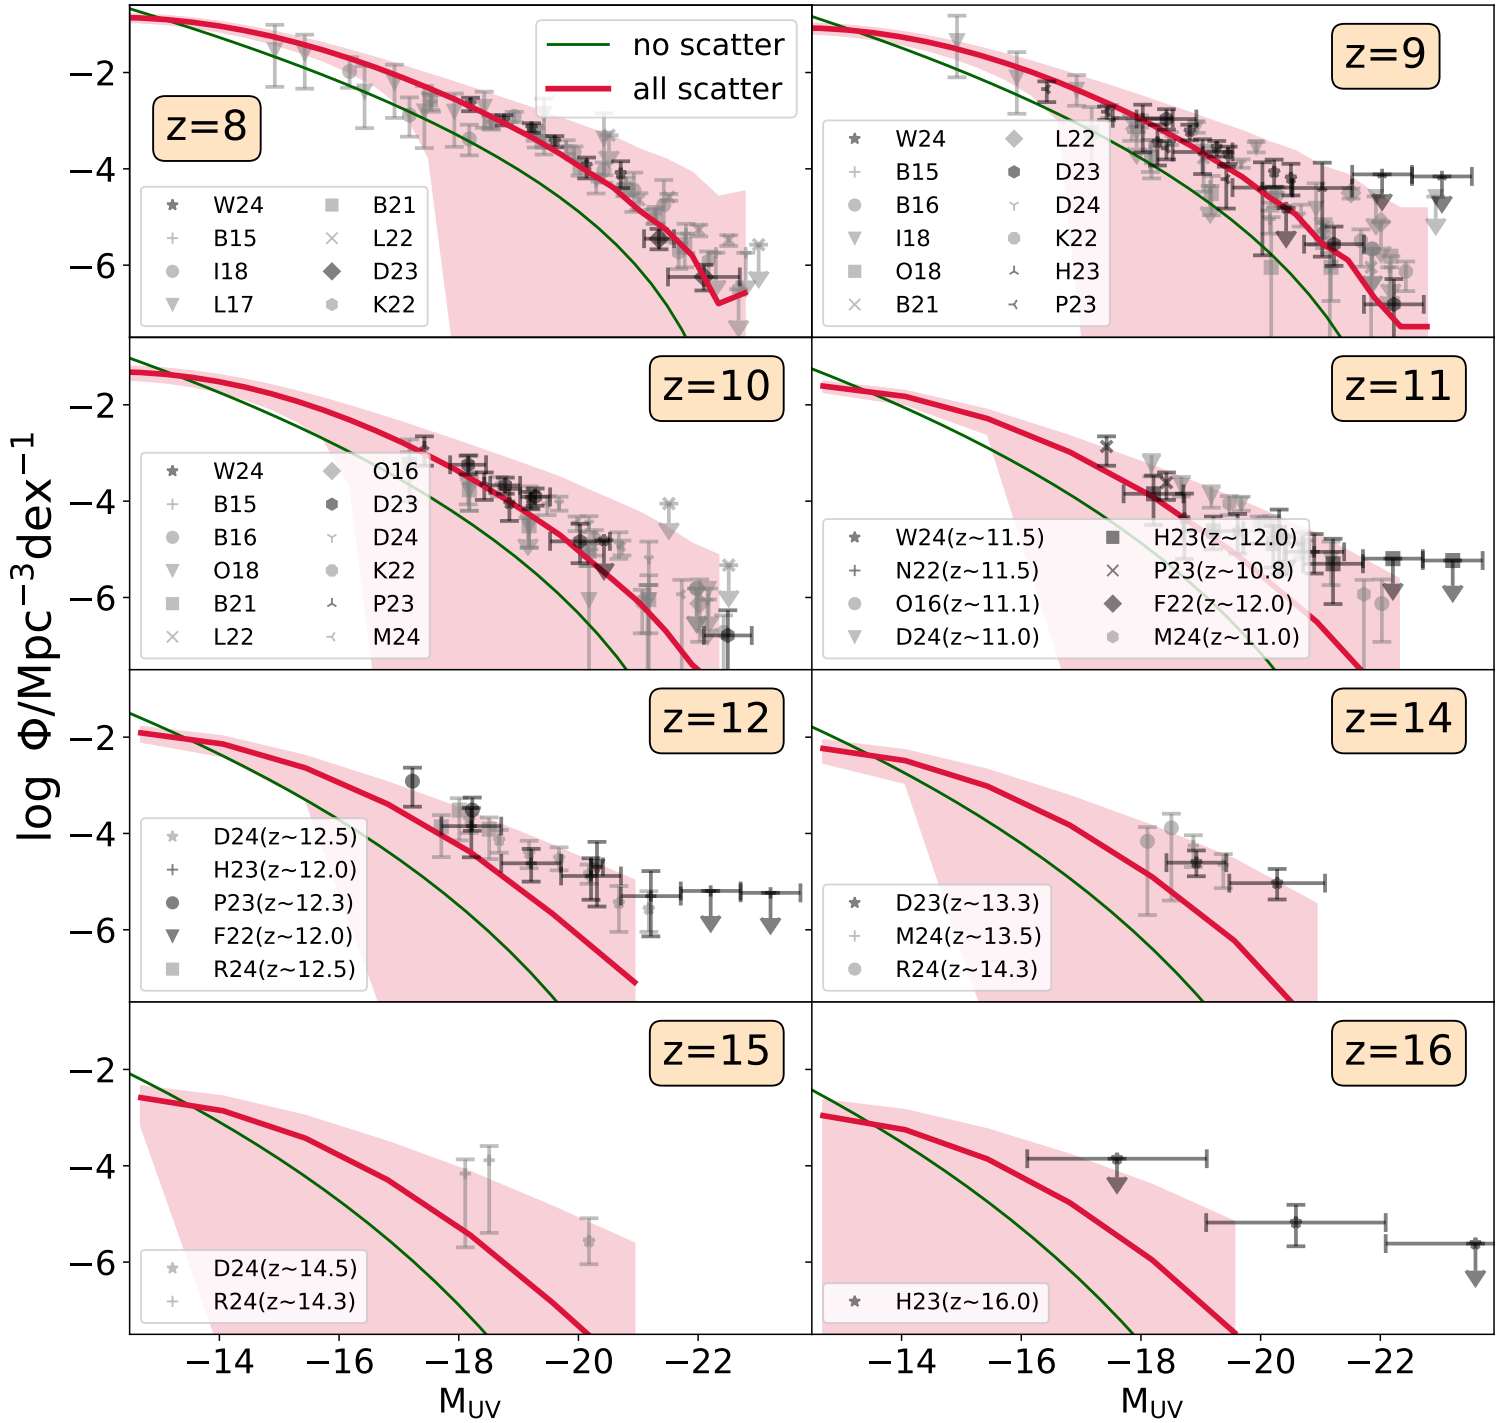 no scatter
all scatter
z=8
−2
−4
−6
W24
B15
I18
L17
B21
L22
D23
K22
z=9
W24
B15
B16
I18
O18
B21
L22
D23
D24
K22
H23
P23
z=10
−2
−4
−6
W24
B15
B16
O18
B21
L22
O16
D23
D24
K22
P23
M24
z=11
W24(z~11.5)
N22(z~11.5)
O16(z~11.1)
D24(z~11.0)
H23(z~12.0)
P23(z~10.8)
F22(z~12.0)
M24(z~11.0)
log Φ/Mpc⁻³dex⁻¹
z=12
−2
−4
−6
D24(z~12.5)
H23(z~12.0)
P23(z~12.3)
F22(z~12.0)
R24(z~12.5)
z=14
D23(z~13.3)
M24(z~13.5)
R24(z~14.3)
z=15
−2
−4
−6
D24(z~14.5)
R24(z~14.3)
z=16
H23(z~16.0)
−14 −16 −18 −20 −22
−14 −16 −18 −20 −22
M_UV
M_UV